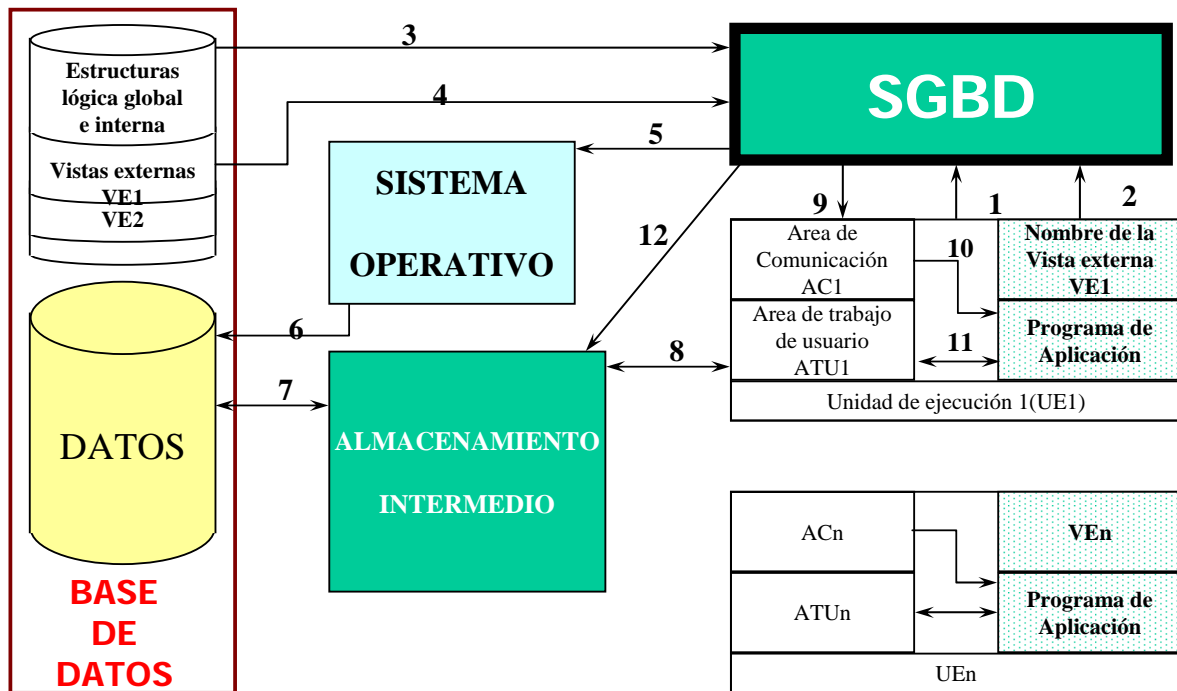 Estructuras
lógica global
e interna
Vistas externas
VE1
VE2
DATOS
BASE
DE
DATOS
3
4
5
SISTEMA
OPERATIVO
6
7
12
8
ALMACENAMIENTO
INTERMEDIO
SGBD
9
1
2
Area de
Comunicación
AC1
10
Nombre de la
Vista externa
VE1
Area de trabajo
de usuario
ATU1
11
Programa de
Aplicación
Unidad de ejecución 1(UE1)
ACn
VEn
ATUn
Programa de
Aplicación
UEn